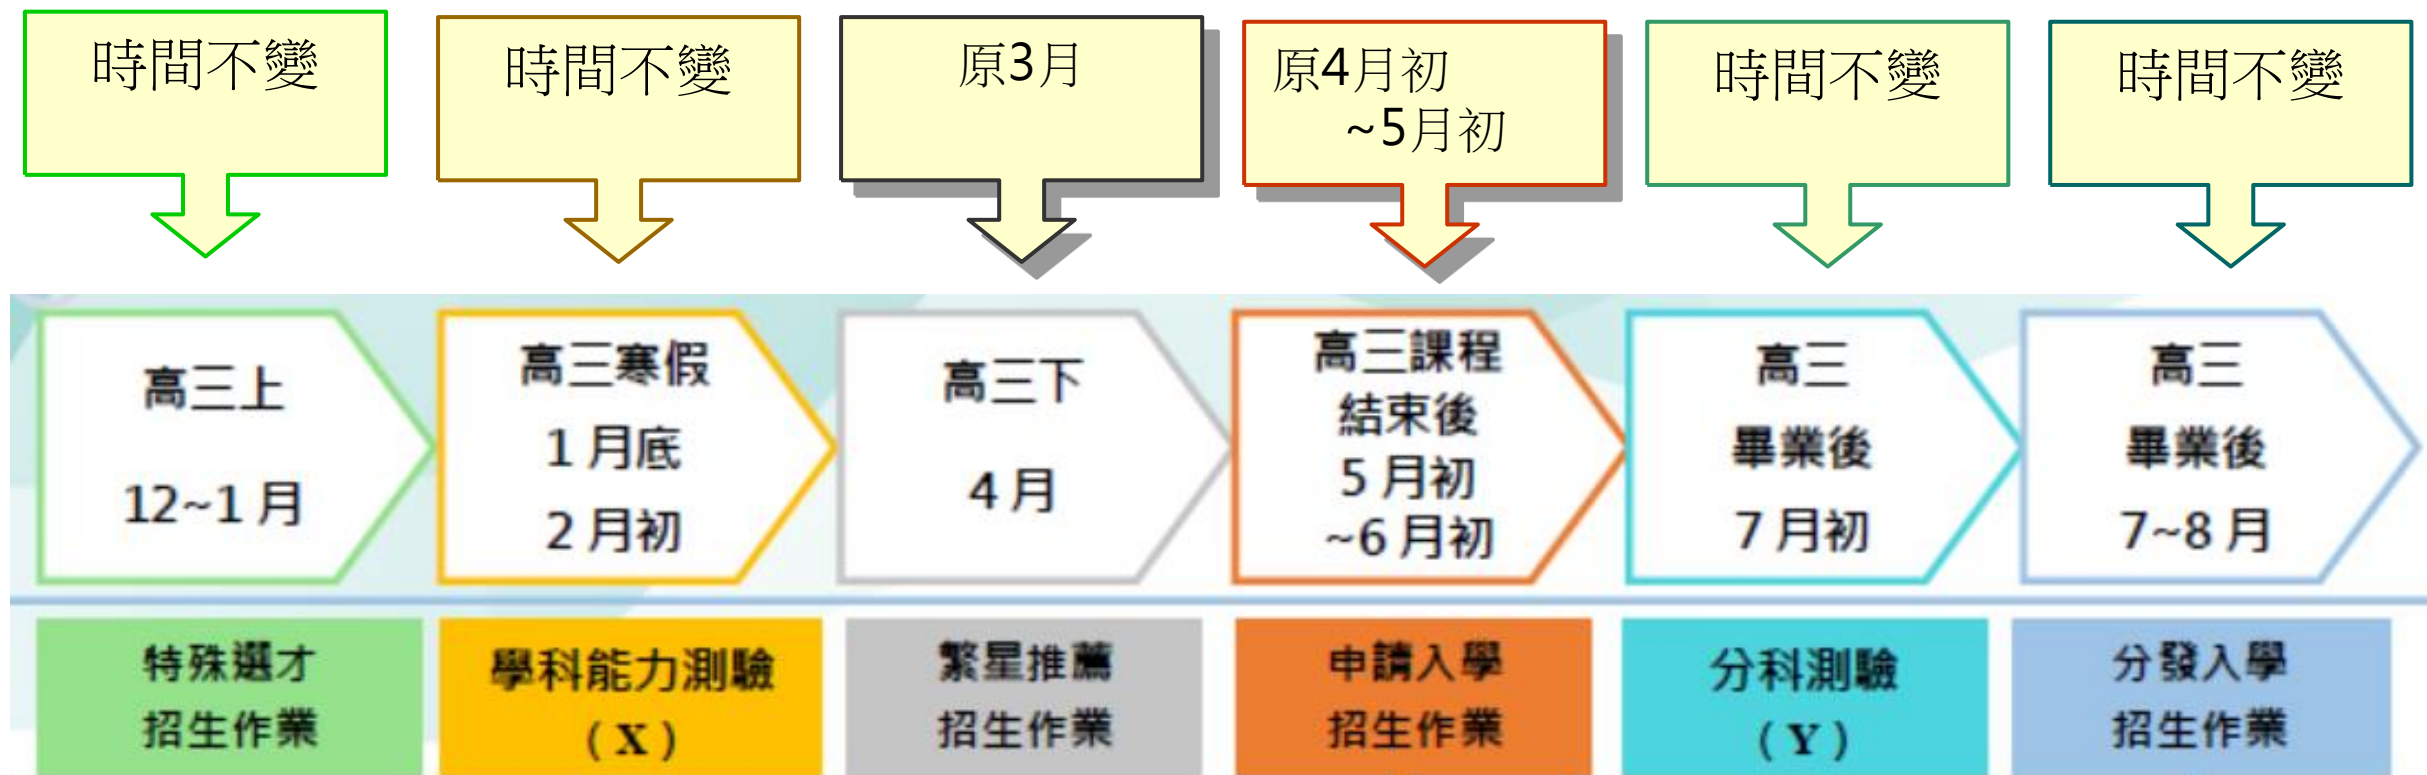 時間不變
時間不變
原3月
原4月初
~5月初
時間不變
時間不變
高三上
12~1月
高三寒假
1月底
2月初
高三下
4月
高三課程
結束後
5月初
~6月初
高三
畢業後
7月初
高三
畢業後
7~8月
特殊選才
招生作業
學科能力測驗
（X）
繁星推薦
招生作業
申請入學
招生作業
分科測驗
（Y）
分發入學
招生作業